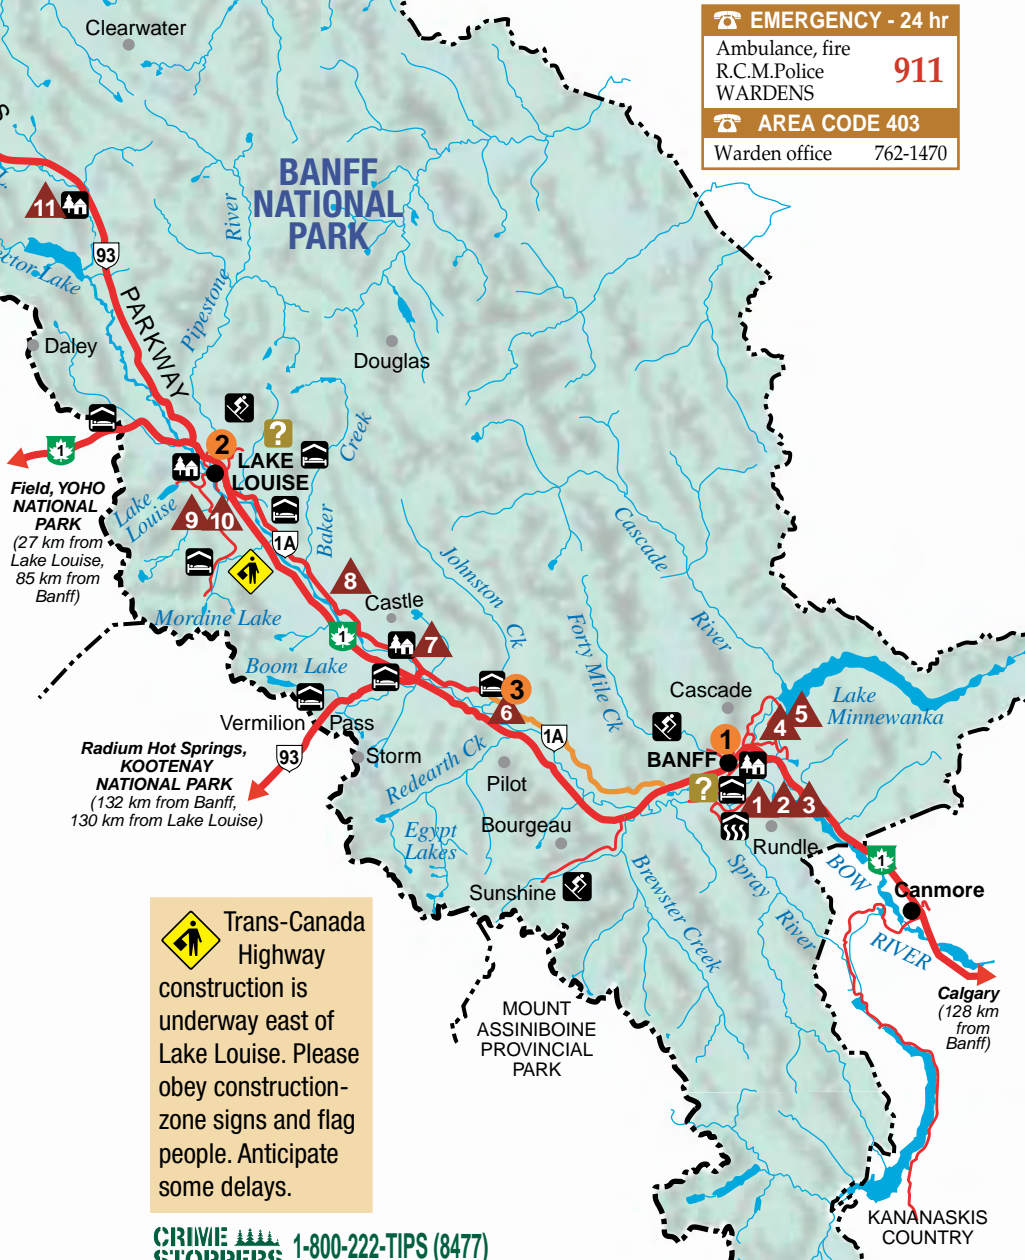 Clearwater
EMERGENCY - 24 hr
Ambulance, fire
R.C.M.Police
WARDENS
911
AREA CODE 403
Warden office 762-1470
S
BANFF
NATIONAL
PARK
11
93
River
Pipestone
ector Lake
PARKWAY
Daley
Douglas
1
2
?
LAKE
LOUISE
Creek
Field, YOHO
NATIONAL
PARK
(27 km from
Lake Louise,
85 km from
Banff)
Lake
Louise
9
10
1A
Baker
8
Castle
Mordine Lake
1
7
Johnston
Ck
Cascade
River
Forty Mile Ck
Boom Lake
3
6
1A
Cascade
Lake
Minnewanka
5
4
1
BANFF
?
1
2
3
Vermilion Pass
93
Storm
Radium Hot Springs,
KOOTENAY
NATIONAL PARK
(132 km from Banff,
130 km from Lake Louise)
Redearth Ck
Pilot
Egypt
Lakes
Bourgeau
Sunshine
Rundle
Brewster Creek
Spray
River
BOW
RIVER
1
Canmore
Calgary
(128 km
from
Banff)
MOUNT
ASSINIBOINE
PROVINCIAL
PARK
Trans-Canada
Highway
construction is
underway east of
Lake Louise. Please
obey construction-
zone signs and flag
people. Anticipate
some delays.
KANANASKIS
COUNTRY
CRIME
STOPPERS
1-800-222-TIPS (8477)